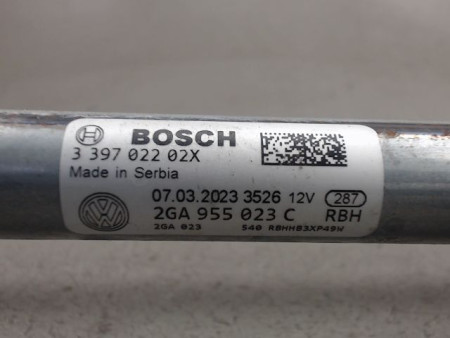 BOSCH
3 397 022 02X
Made in Serbia
07.03.2023 3526 12V 287
2GA 955 023 C RBH
2GA 023 S40 RBHHB3XP49W